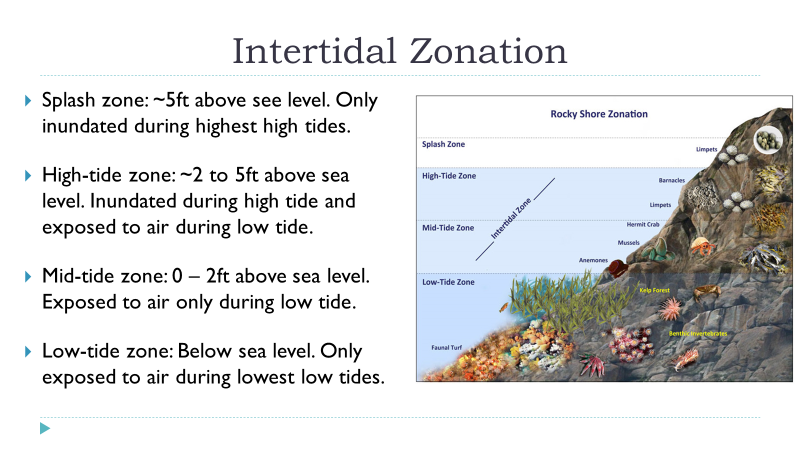 Intertidal Zonation
Splash zone: ~5ft above see level. Only
inundated during highest high tides.
High-tide zone: ~2 to 5ft above sea
level. Inundated during high tide and
exposed to air during low tide.
Mid-tide zone: 0 – 2ft above sea level.
Exposed to air only during low tide.
Low-tide zone: Below sea level. Only
exposed to air during lowest low tides.
Rocky Shore Zonation
Splash Zone
Limpets
High-Tide Zone
Barnacles
Intertidal Zone
Limpets
Mid-Tide Zone
Hermit Crab
Mussels
Anemones
Low-Tide Zone
Kelp Forest
Benthic Invertebrates
Faunal Turf